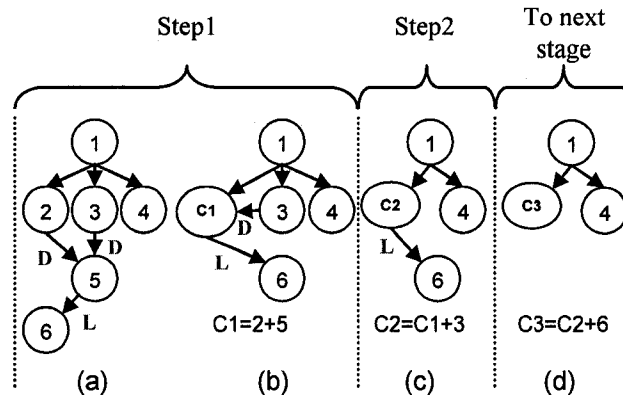 Step1
Step2
To next
stage
1
1
1
1
2
3
4
C1
3
4
C2
4
C3
4
D
D
D
L
L
5
6
6
6
L
C1=2+5
C2=C1+3
C3=C2+6
(a)
(b)
(c)
(d)